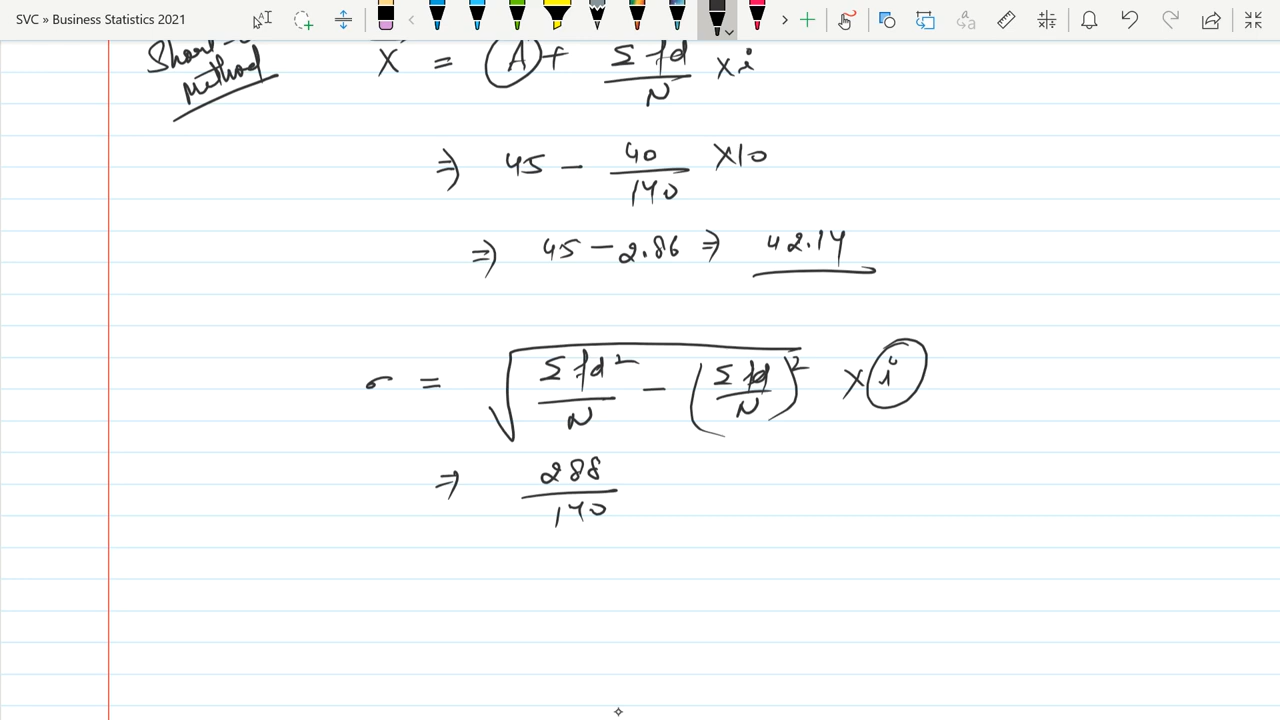 SVC » Business Statistics 2021
Short-
Method
X̄ = A + Σfd/N × i
⇒ 45 − 40/140 × 10
⇒ 45 − 2.86 ⇒ 42.14
σ = √(Σfd²/N − (Σfd/N)²) × i
⇒ 288/140